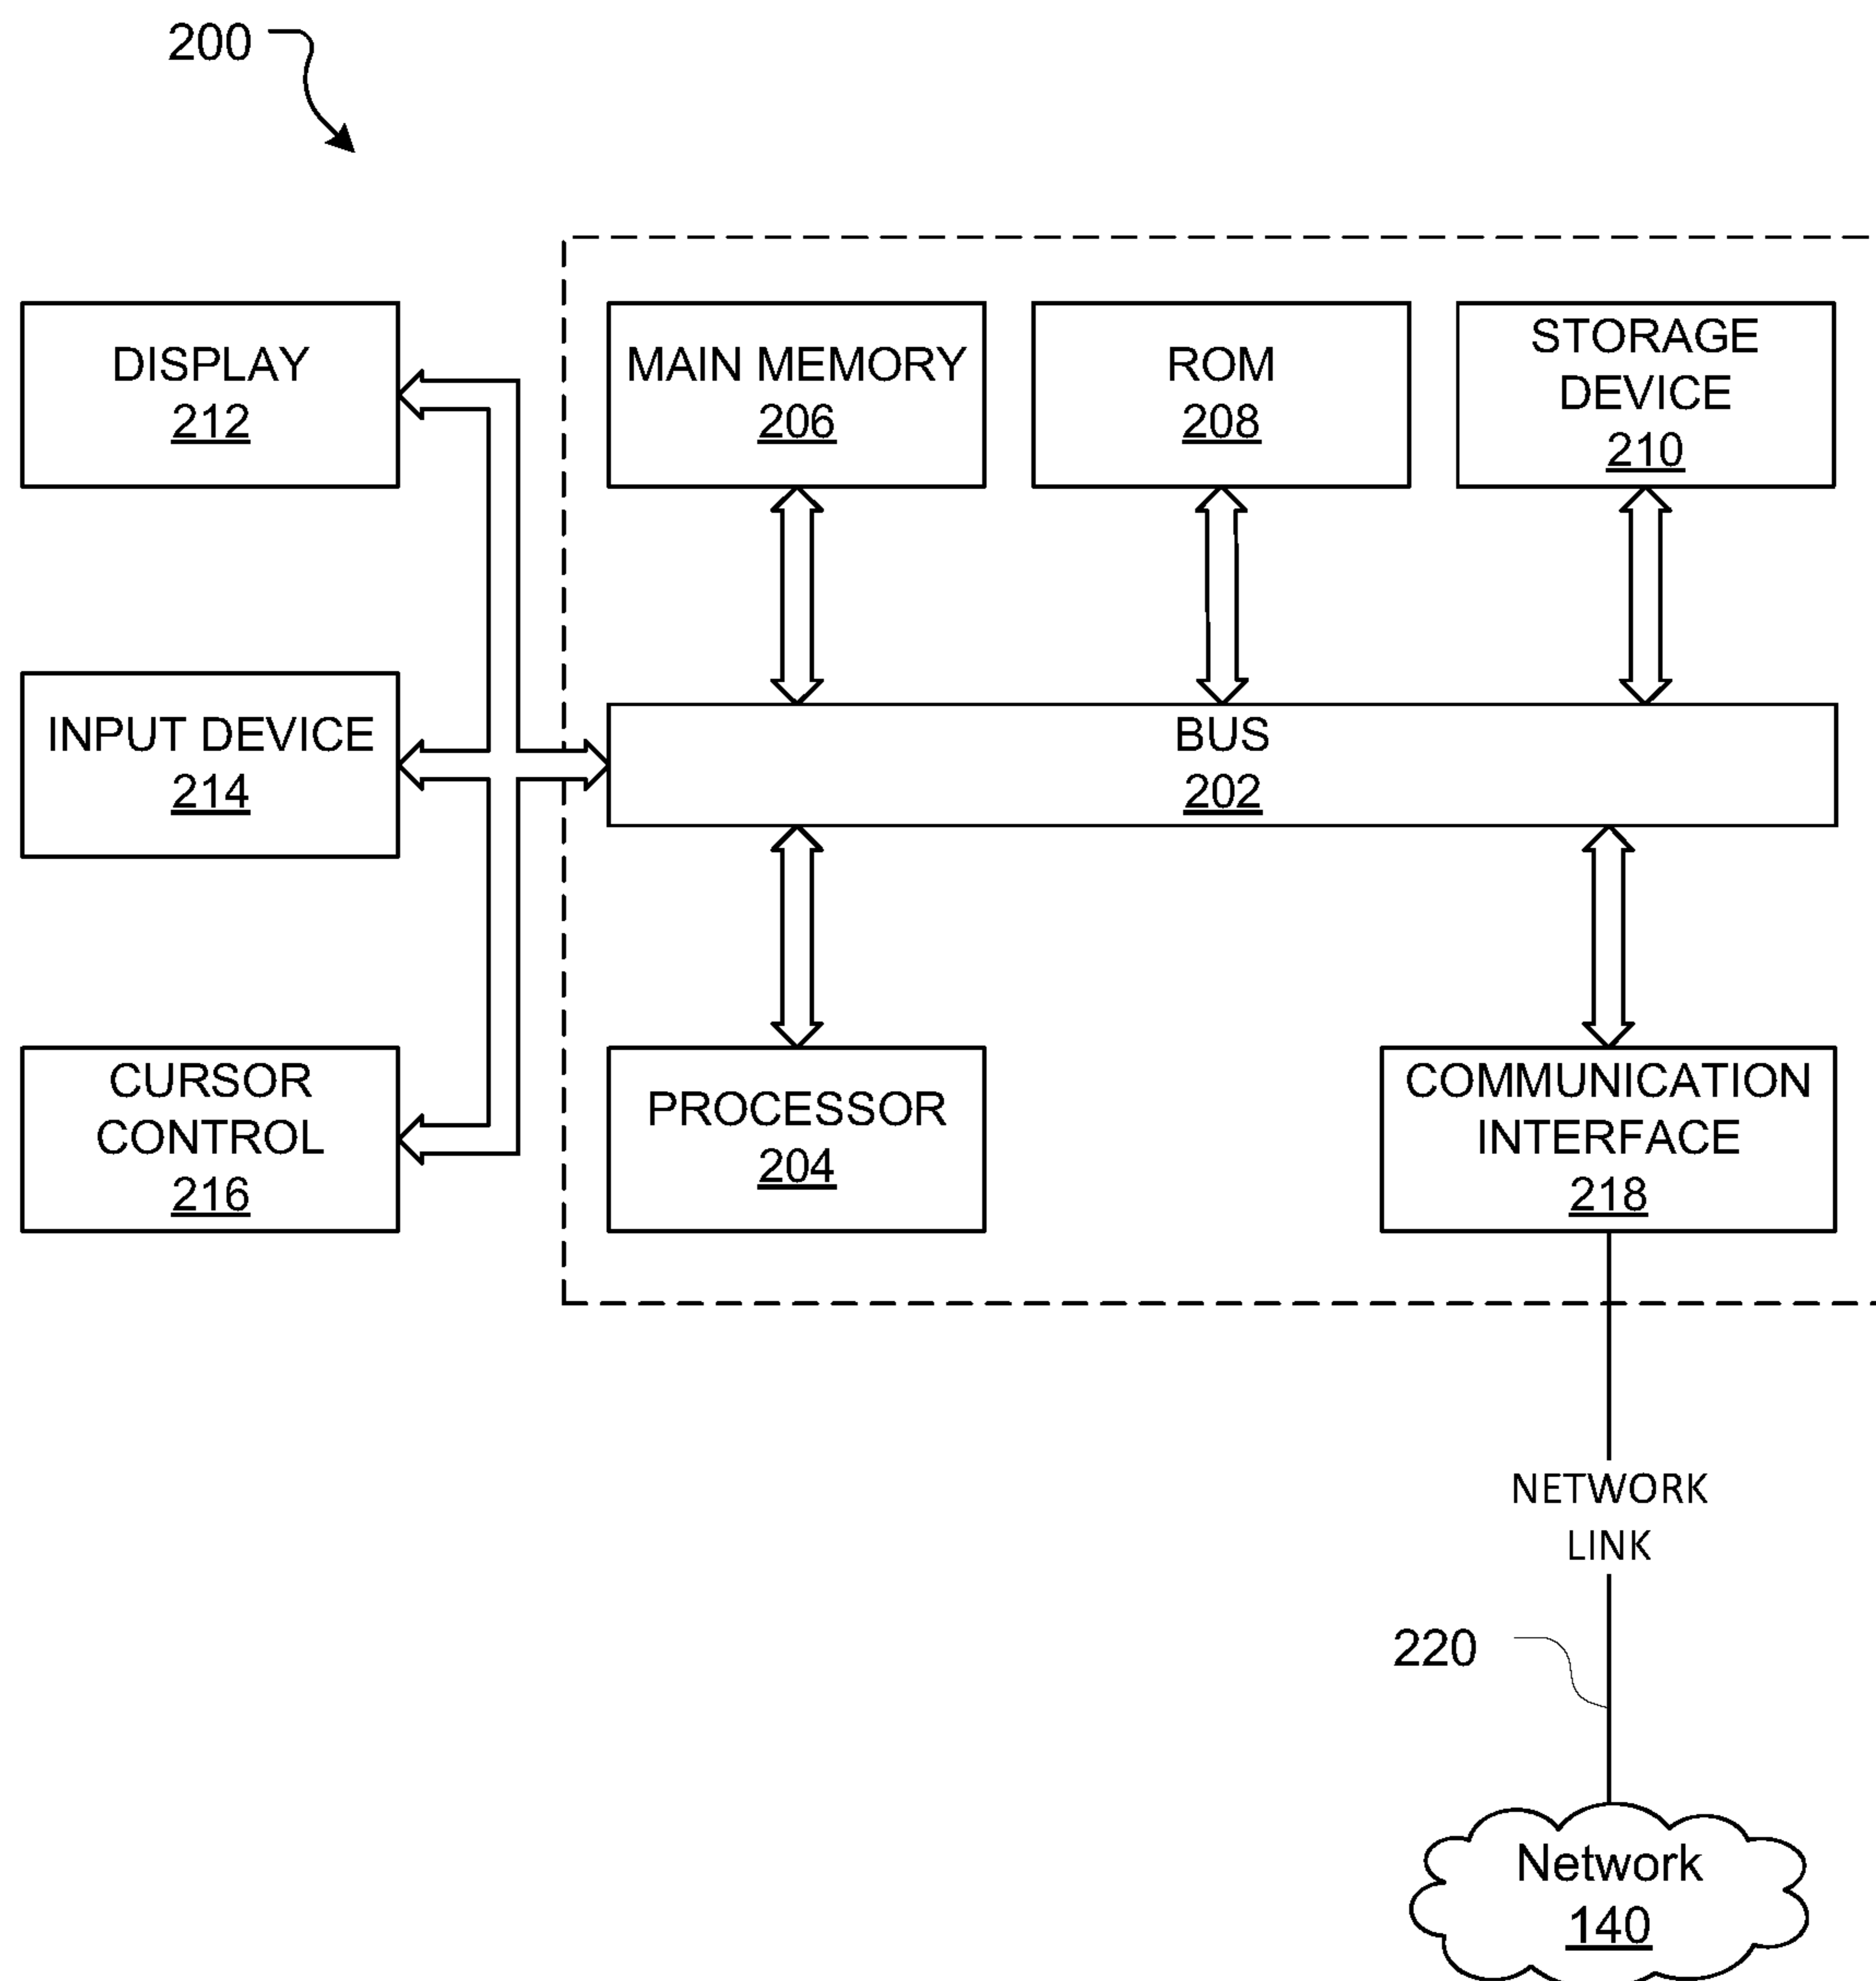 200
DISPLAY
212
MAIN MEMORY
206
ROM
208
STORAGE
DEVICE
210
INPUT DEVICE
214
BUS
202
CURSOR
CONTROL
216
PROCESSOR
204
COMMUNICATION
INTERFACE
218
NETWORK
LINK
220
Network
140